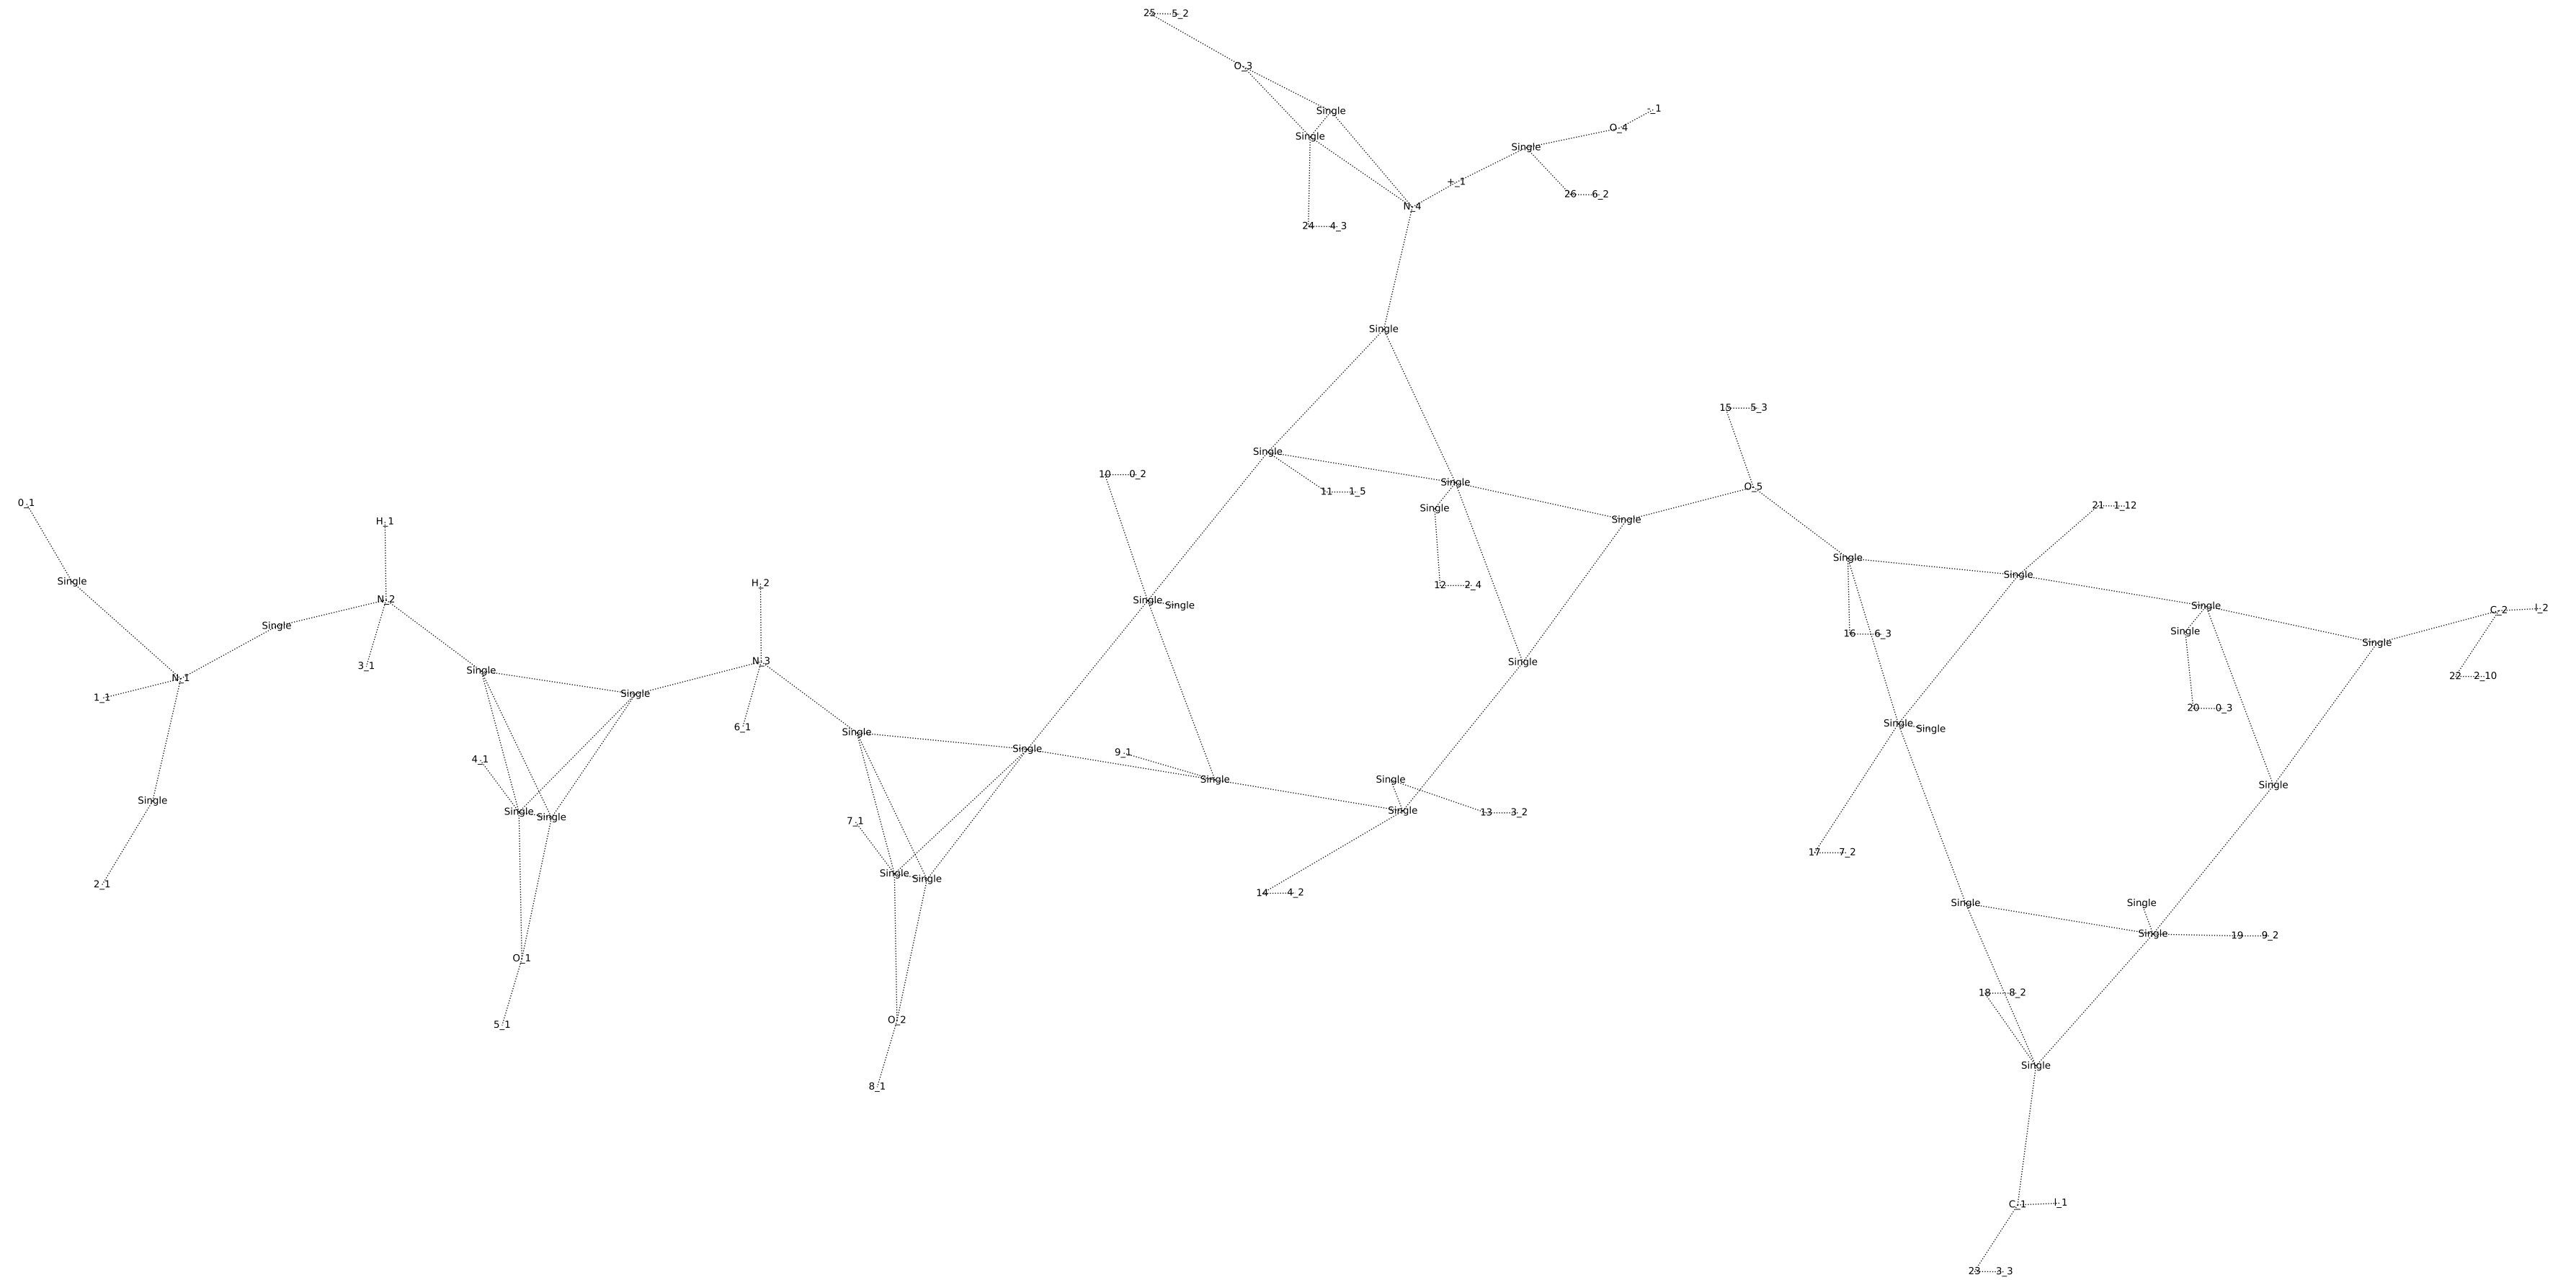 25 5_2
O_3
-_1
Single
O_4
Single
Single
+_1
26 6_2
N_4
24 4_3
Single
15 5_3
Single
10 0_2
Single
O_5
11 1_5
0_1
21 1_12
Single
Single
H_1
Single
Single
Single
H_2
12 2_4
N_2
Single
Single
Single
C_2 I_2
Single
Single
16 6_3
Single
N_3
Single
3_1
Single
22 2_10
N_1
Single
1_1
20 0_3
Single
Single
6_1
Single
Single
9_1
4_1
Single
Single
Single
Single
Single
Single
Single
13 3_2
Single
7_1
17 7_2
Single
Single
2_1
14 4_2
Single
Single
Single
19 9_2
O_1
18 8_2
O_2
5_1
Single
8_1
C_1 I_1
23 3_3